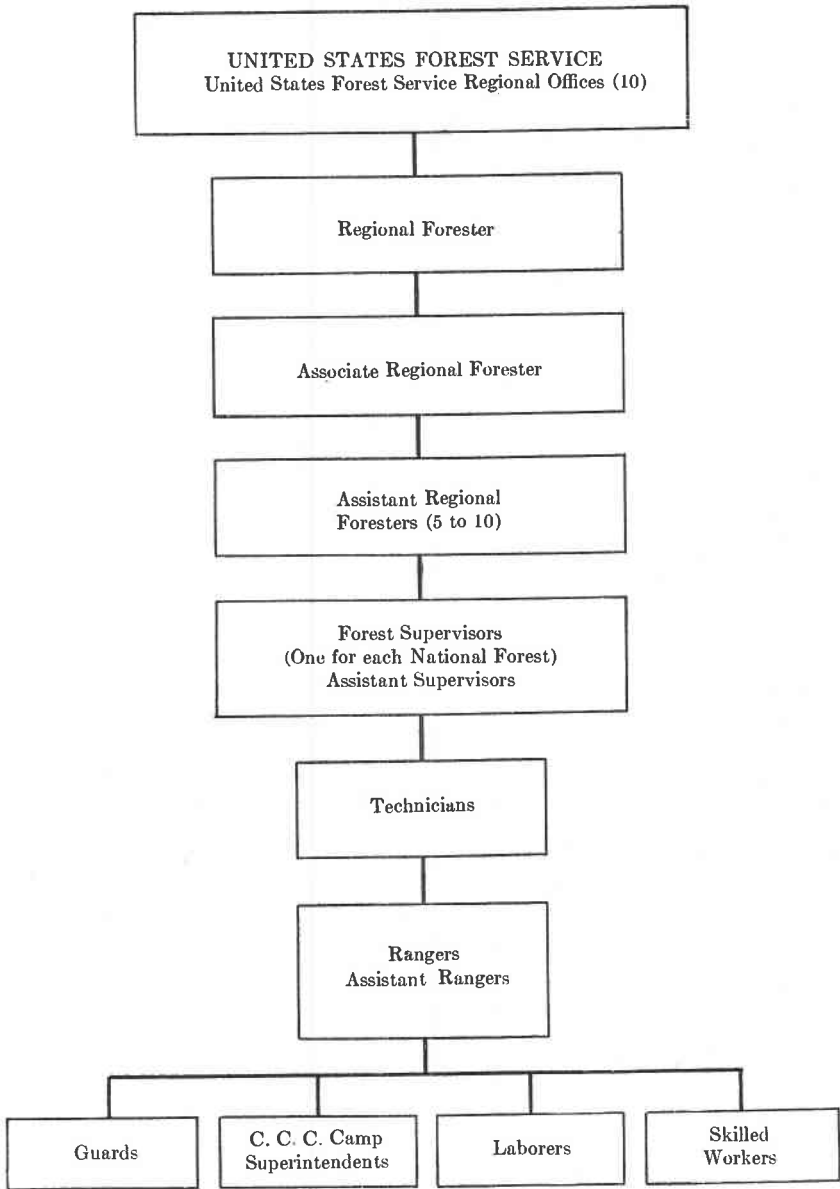 UNITED STATES FOREST SERVICE
United States Forest Service Regional Offices (10)
Regional Forester
Associate Regional Forester
Assistant Regional
Foresters (5 to 10)
Forest Supervisors
(One for each National Forest)
Assistant Supervisors
Technicians
Rangers
Assistant Rangers
Guards
C. C. C. Camp
Superintendents
Laborers
Skilled
Workers